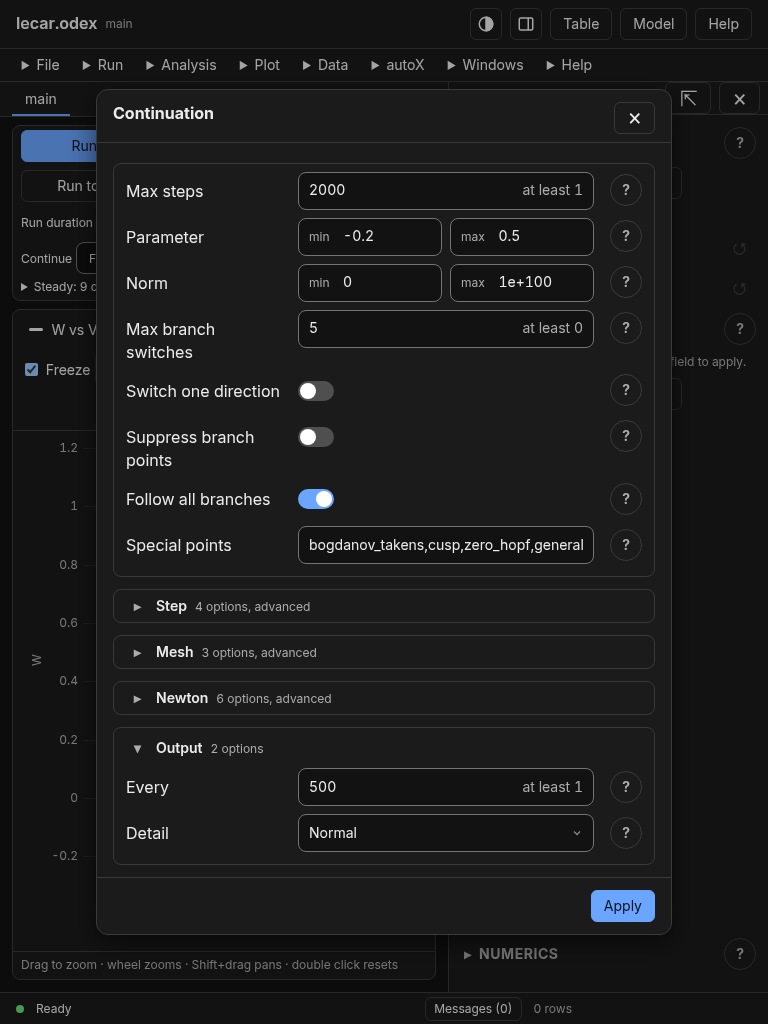 lecar.odex main
Table Model Help
File Run Analysis Plot Data autoX Windows Help
main
Continuation
Run
Run to
Run duration
Continue F
Steady: 9 c
W vs V
Freeze
field to apply.
Max steps 2000 at least 1 ?
Parameter min -0.2 max 0.5 ?
Norm min 0 max 1e+100 ?
Max branch switches 5 at least 0 ?
Switch one direction ?
Suppress branch points ?
Follow all branches ?
Special points bogdanov_takens,cusp,zero_hopf,general ?
Step 4 options, advanced
Mesh 3 options, advanced
Newton 6 options, advanced
Output 2 options
Every 500 at least 1 ?
Detail Normal ?
Apply
1.2
1
0.8
0.6
W
0.4
0.2
0
-0.2
NUMERICS ?
Drag to zoom · wheel zooms · Shift+drag pans · double click resets
Ready Messages (0) 0 rows